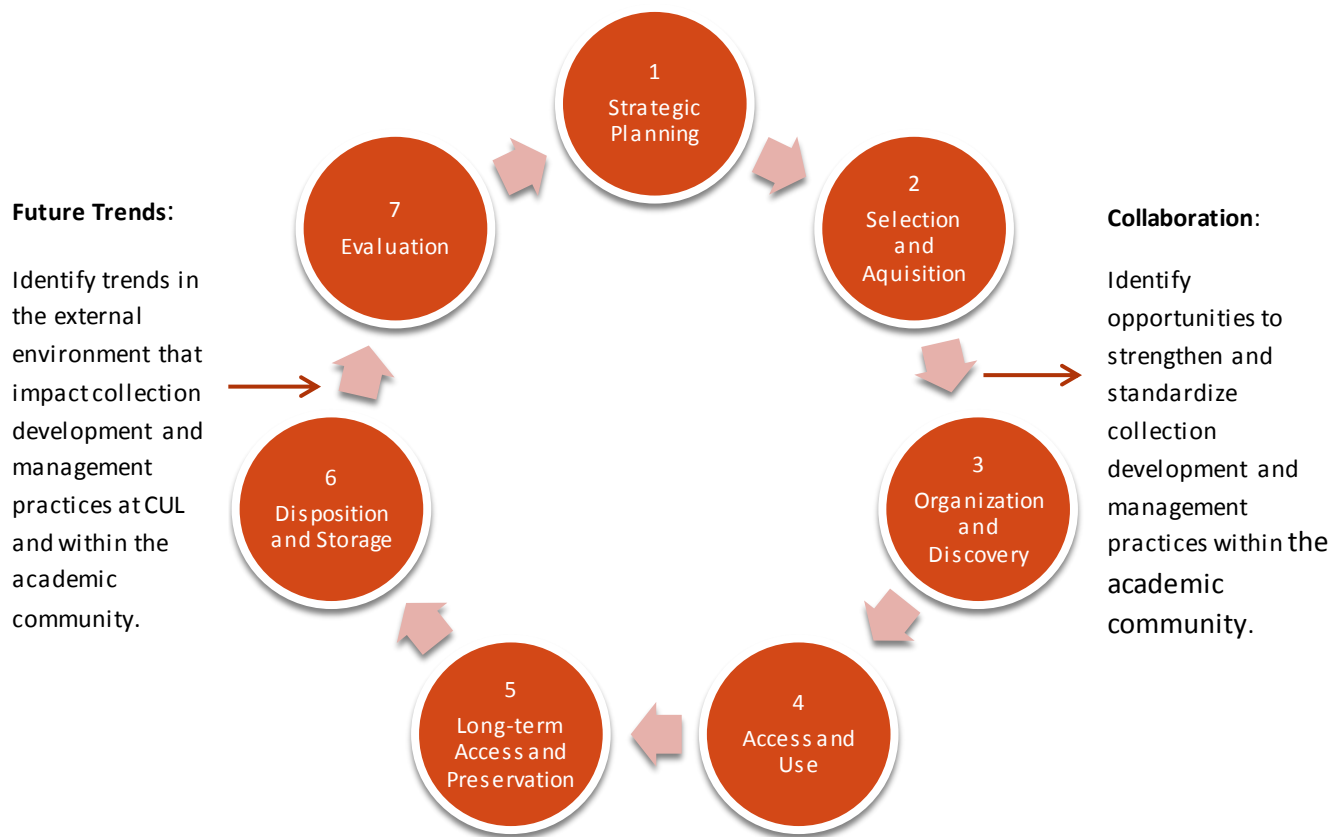 1
Strategic
Planning
2
Selection
and
Aquisition
3
Organization
and
Discovery
4
Access and
Use
5
Long-term
Access and
Preservation
6
Disposition
and Storage
7
Evaluation
Future Trends:
Identify trends in
the external
environment that
impact collection
development and
management
practices at CUL
and within the
academic
community.
Collaboration:
Identify
opportunities to
strengthen and
standardize
collection
development and
management
practices within the
academic
community.